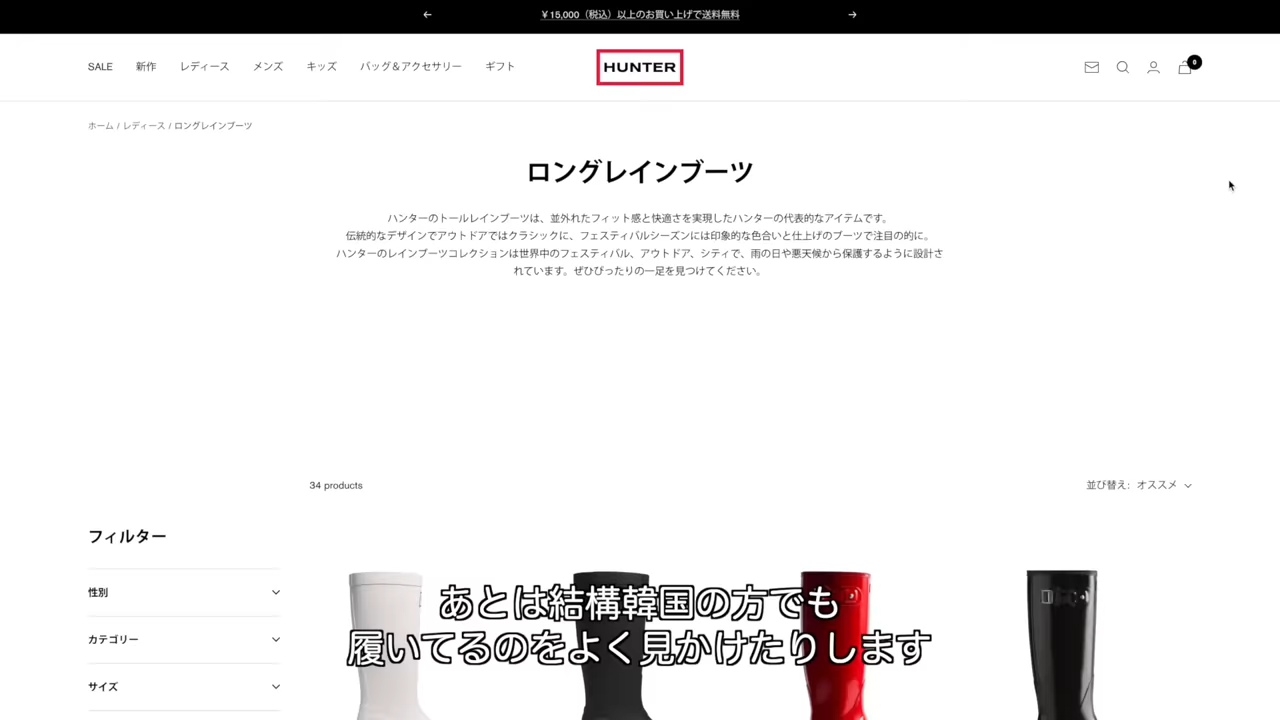 ¥15,000（税込）以上のお買い上げで送料無料
SALE 新作 レディース メンズ キッズ バッグ＆アクセサリー ギフト
HUNTER
0
ホーム / レディース / ロングレインブーツ
ロングレインブーツ
ハンターのトールレインブーツは、並外れたフィット感と快適さを実現したハンターの代表的なアイテムです。
伝統的なデザインでアウトドアではクラシックに、フェスティバルシーズンには印象的な色合いと仕上げのブーツで注目の的に。
ハンターのレインブーツコレクションは世界中のフェスティバル、アウトドア、シティで、雨の日や悪天候から保護するように設計さ
れています。ぜひぴったりの一足を見つけてください。
34 products
並び替え: オススメ
フィルター
性別
カテゴリー
サイズ
あとは結構韓国の方でも
履いてるのをよく見かけたりします